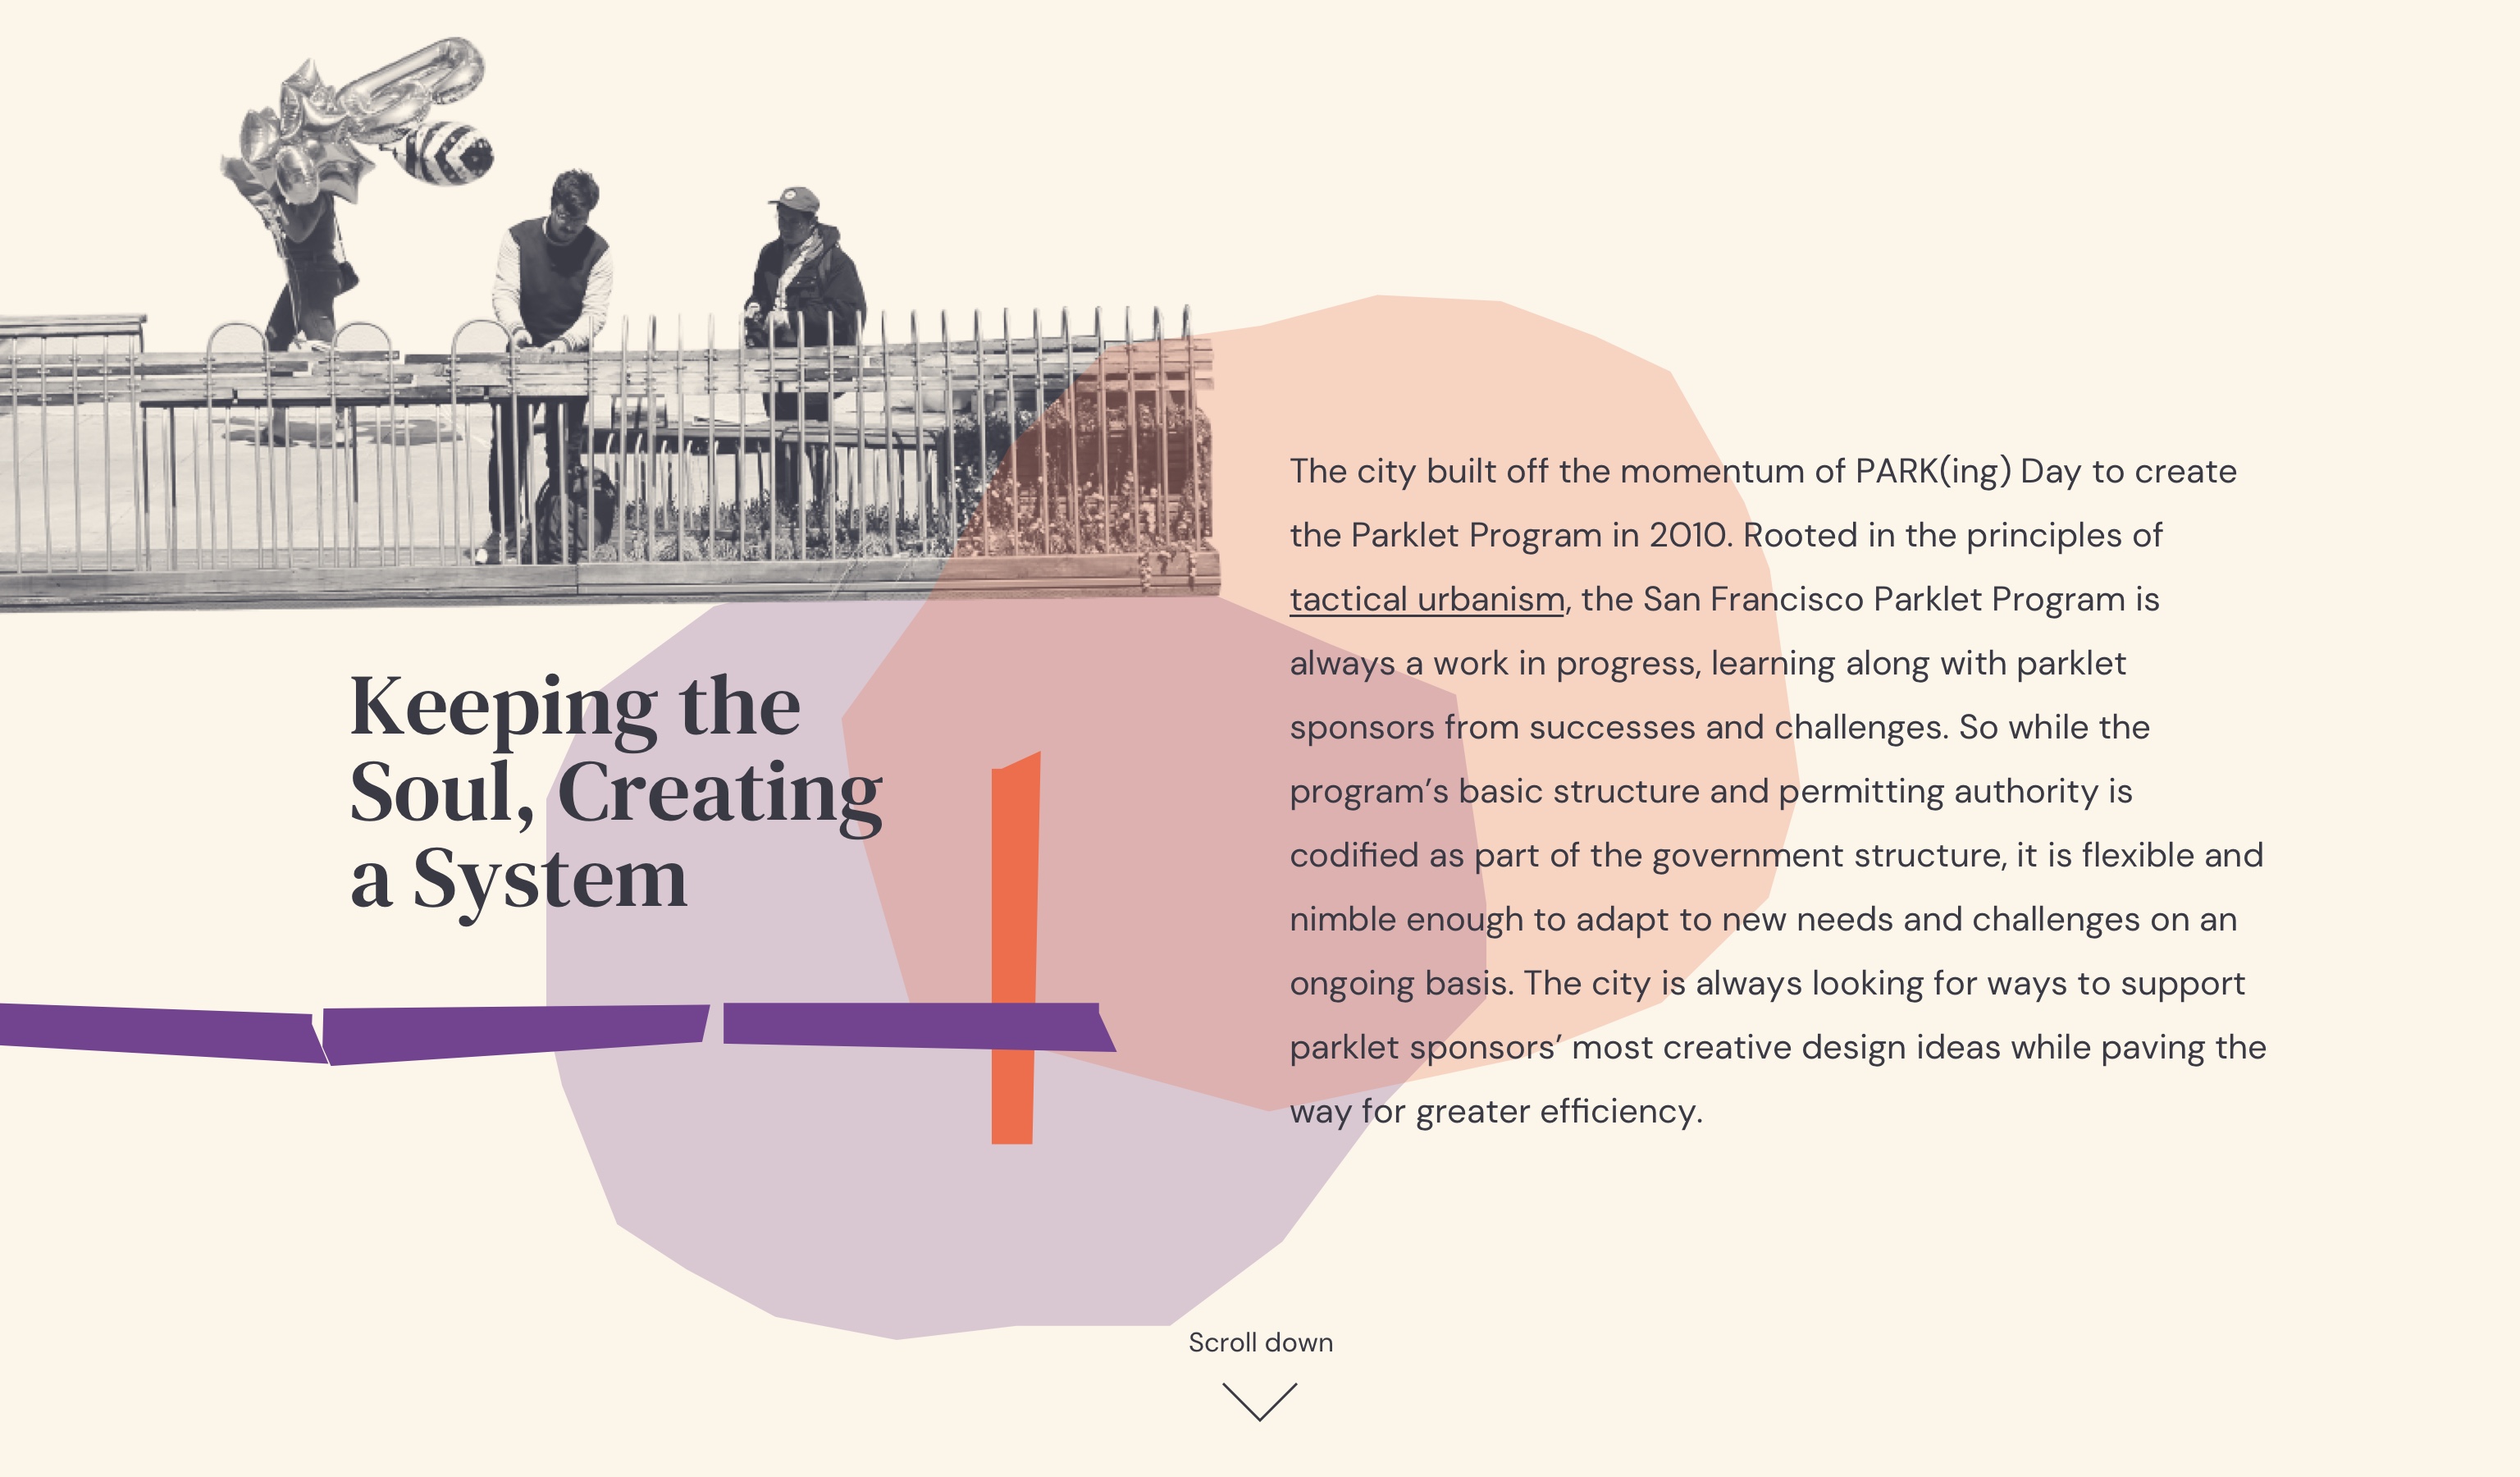 Keeping the
Soul, Creating
a System
The city built off the momentum of PARK(ing) Day to create
the Parklet Program in 2010. Rooted in the principles of
tactical urbanism, the San Francisco Parklet Program is
always a work in progress, learning along with parklet
sponsors from successes and challenges. So while the
program’s basic structure and permitting authority is
codified as part of the government structure, it is flexible and
nimble enough to adapt to new needs and challenges on an
ongoing basis. The city is always looking for ways to support
parklet sponsors’ most creative design ideas while paving the
way for greater efficiency.
Scroll down